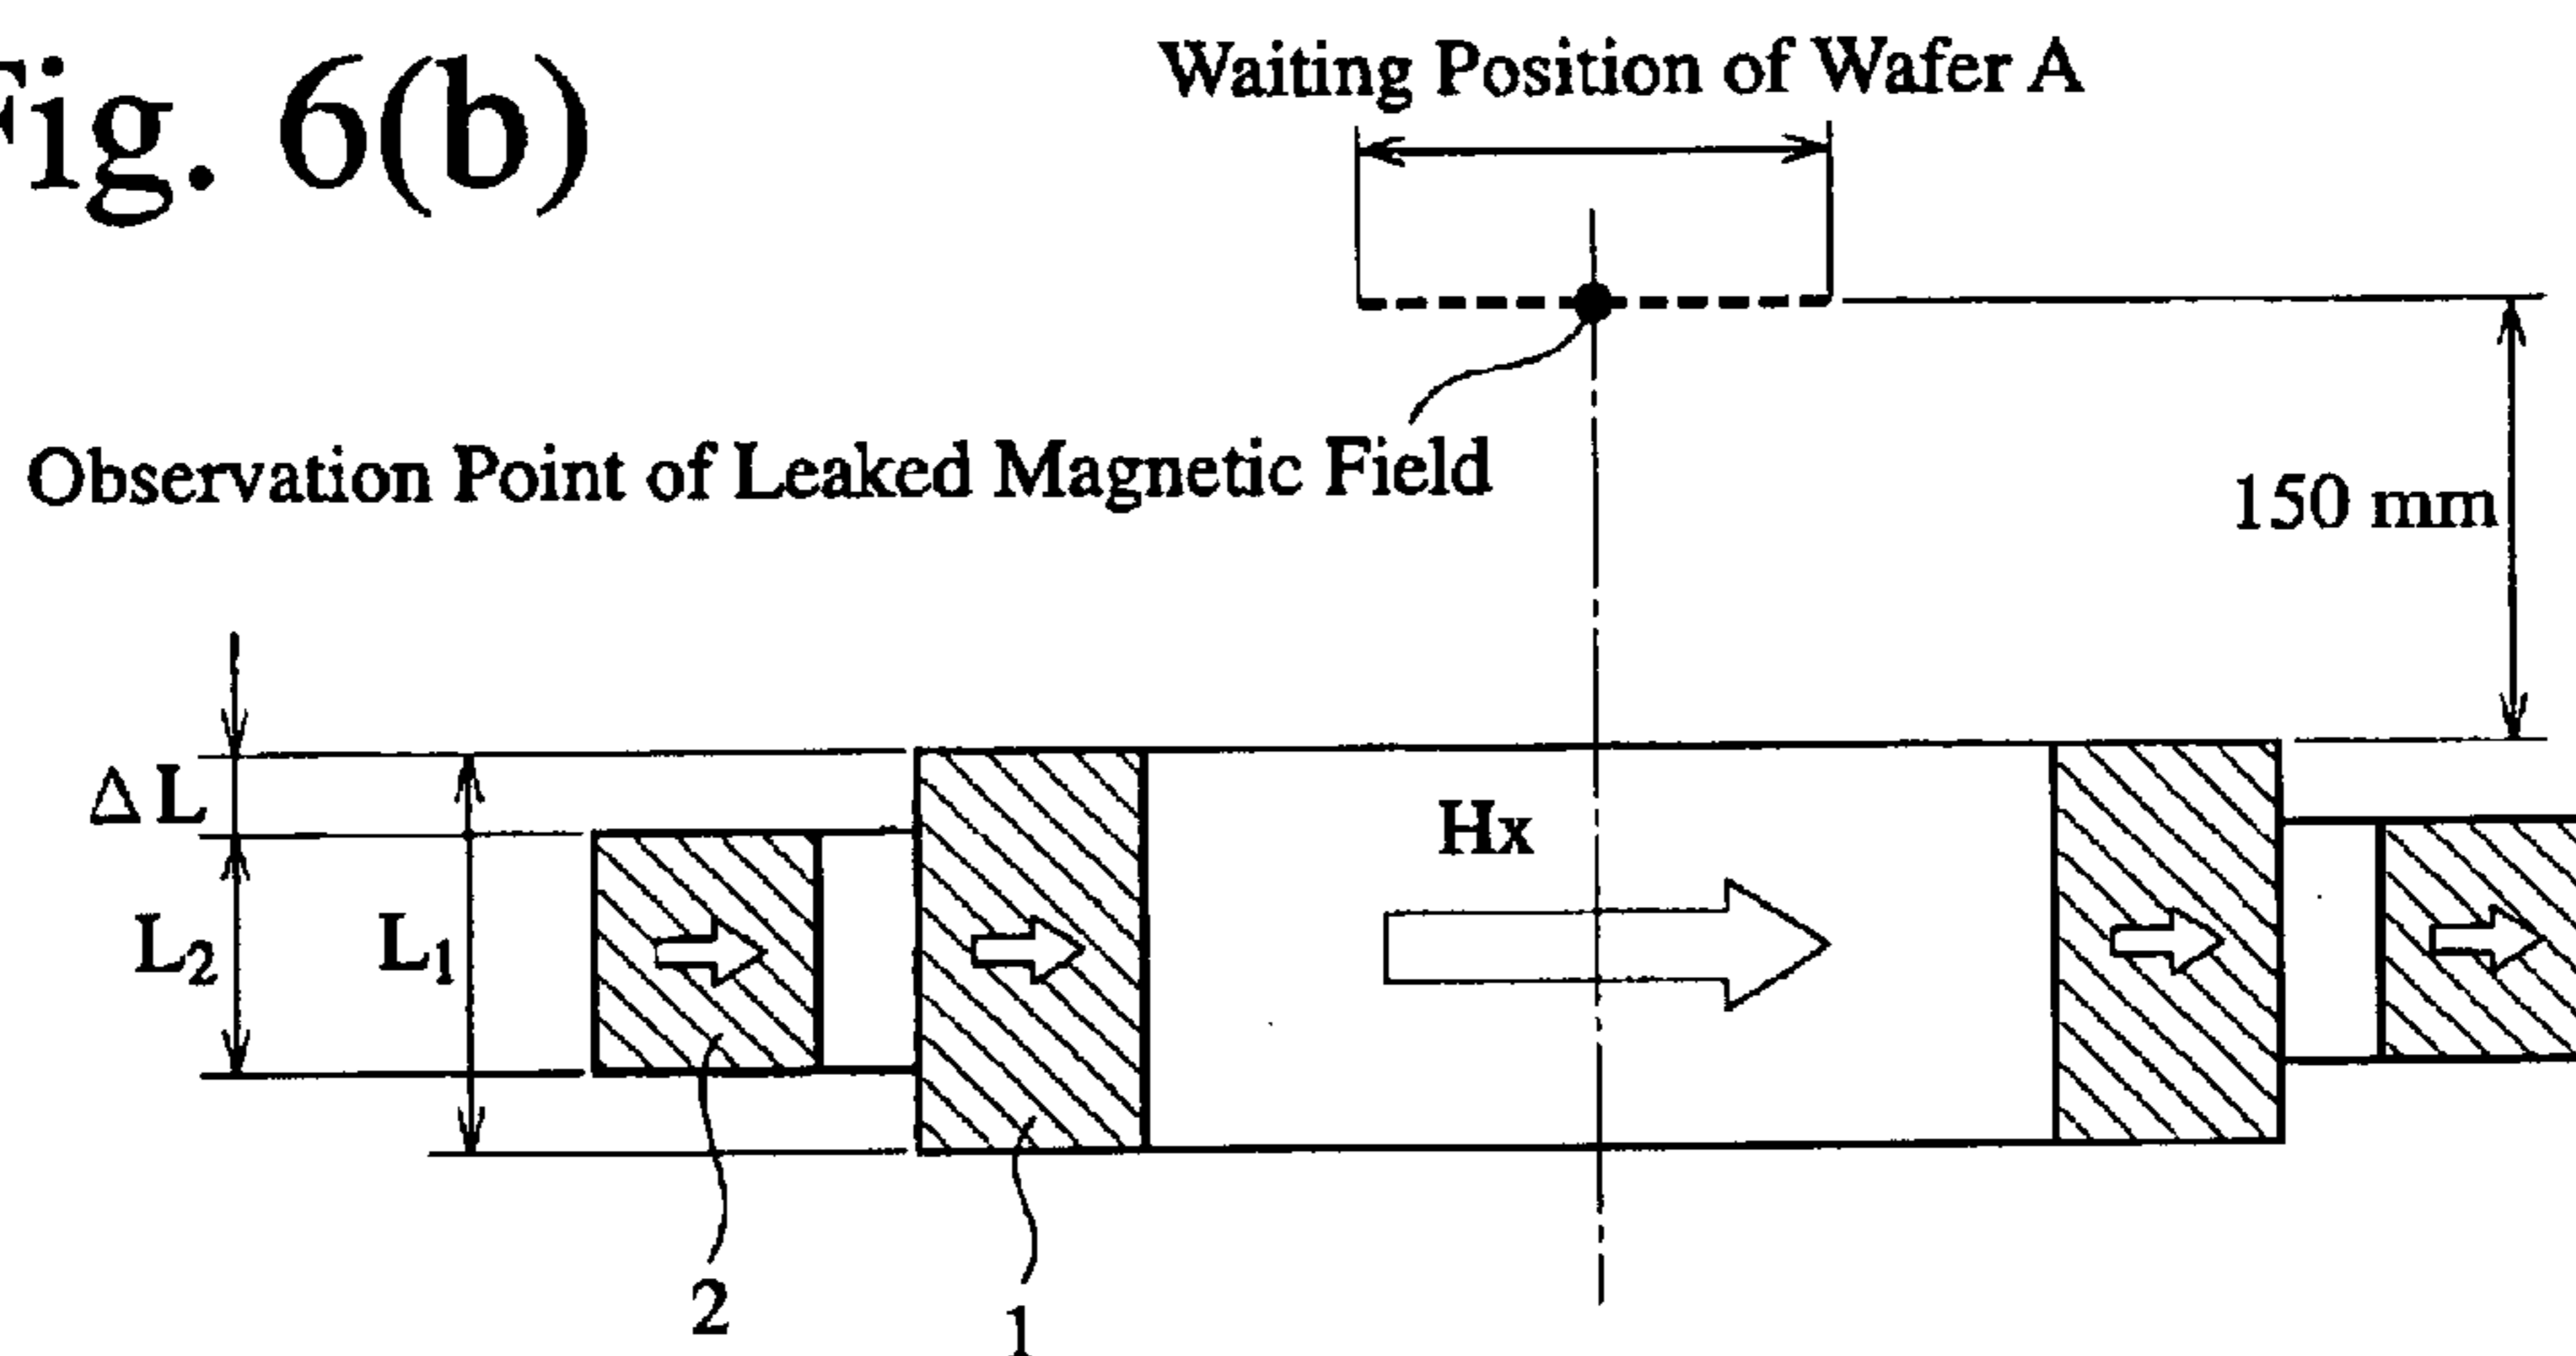 Fig. 6(b)
Waiting Position of Wafer A
Observation Point of Leaked Magnetic Field
150 mm
ΔL
Hx
L₂
L₁
2
1